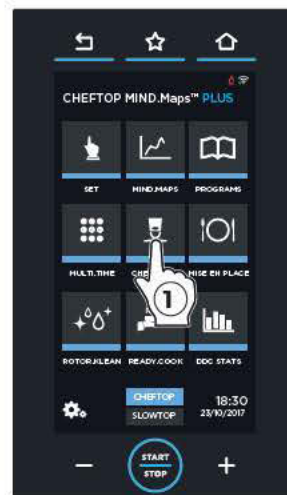 CHEFTOP MIND.Maps™ PLUS
SET MIND.MAPS PROGRAMS
MULTI.TIME MISE EN PLACE
1
ROTOR.KLEAN READY.COOK DDC STATS
CHEFTOP
SLOWTOP
18:30
23/10/2017
START
STOP